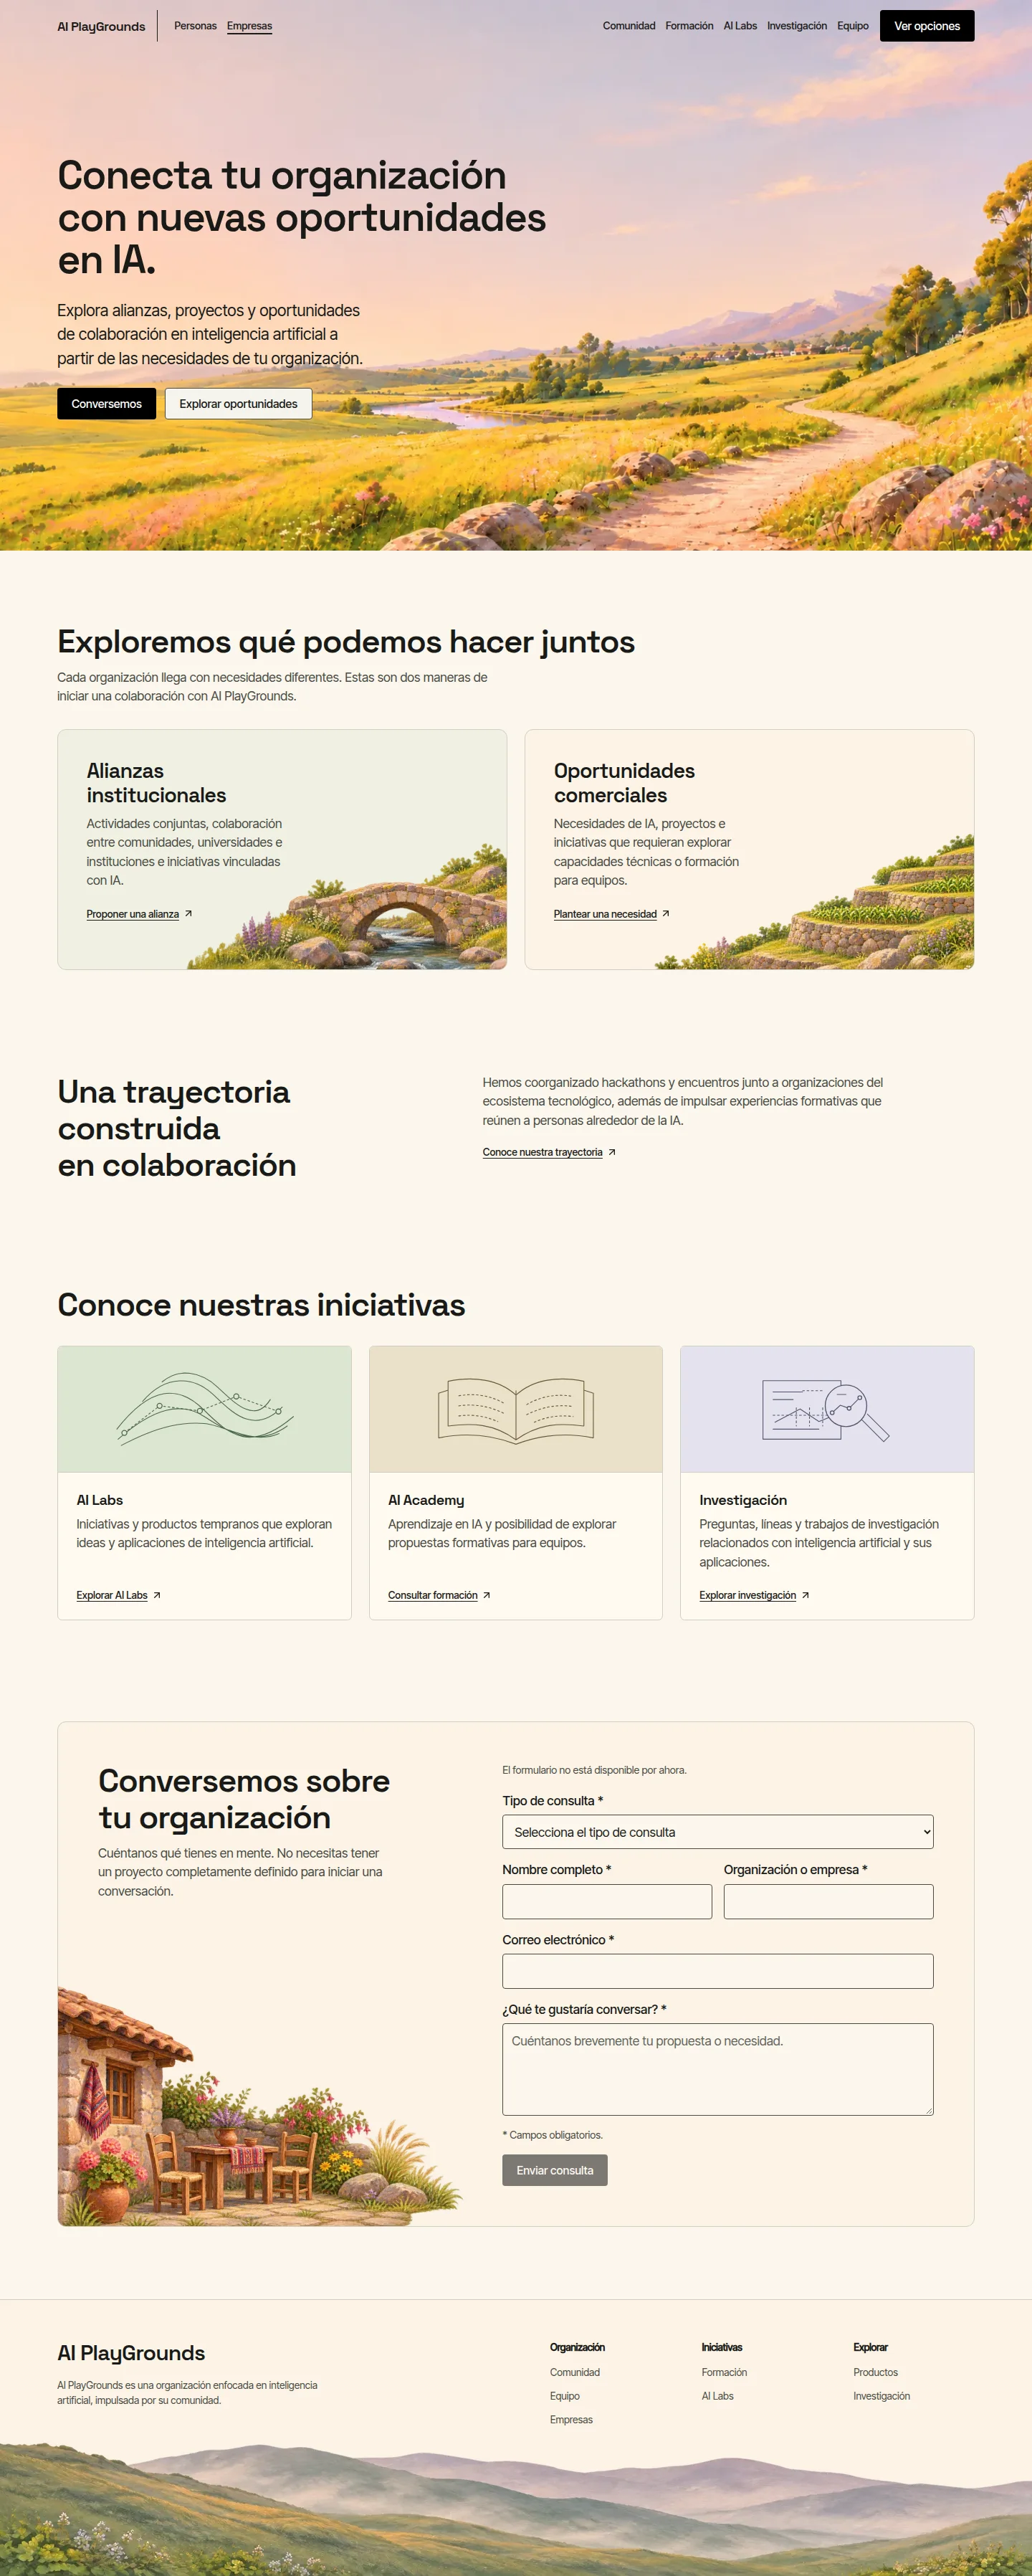 AI PlayGrounds
Personas Empresas
Comunidad Formación AI Labs Investigación Equipo Ver opciones
Conecta tu organización
con nuevas oportunidades
en IA.
Explora alianzas, proyectos y oportunidades
de colaboración en inteligencia artificial a
partir de las necesidades de tu organización.
Conversemos Explorar oportunidades
Exploremos qué podemos hacer juntos
Cada organización llega con necesidades diferentes. Estas son dos maneras de
iniciar una colaboración con AI PlayGrounds.
Alianzas
institucionales
Actividades conjuntas, colaboración
entre comunidades, universidades e
instituciones e iniciativas vinculadas
con IA.
Proponer una alianza
Oportunidades
comerciales
Necesidades de IA, proyectos e
iniciativas que requieran explorar
capacidades técnicas o formación
para equipos.
Plantear una necesidad
Una trayectoria
construida
en colaboración
Hemos coorganizado hackathons y encuentros junto a organizaciones del
ecosistema tecnológico, además de impulsar experiencias formativas que
reúnen a personas alrededor de la IA.
Conoce nuestra trayectoria
Conoce nuestras iniciativas
AI Labs
Iniciativas y productos tempranos que exploran
ideas y aplicaciones de inteligencia artificial.
Explorar AI Labs
AI Academy
Aprendizaje en IA y posibilidad de explorar
propuestas formativas para equipos.
Consultar formación
Investigación
Preguntas, líneas y trabajos de investigación
relacionados con inteligencia artificial y sus
aplicaciones.
Explorar investigación
Conversemos sobre
tu organización
Cuéntanos qué tienes en mente. No necesitas tener
un proyecto completamente definido para iniciar una
conversación.
El formulario no está disponible por ahora.
Tipo de consulta *
Selecciona el tipo de consulta
Nombre completo * Organización o empresa *
Correo electrónico *
¿Qué te gustaría conversar? *
Cuéntanos brevemente tu propuesta o necesidad.
* Campos obligatorios.
Enviar consulta
AI PlayGrounds
AI PlayGrounds es una organización enfocada en inteligencia
artificial, impulsada por su comunidad.
Organización
Comunidad
Equipo
Empresas
Iniciativas
Formación
AI Labs
Explorar
Productos
Investigación